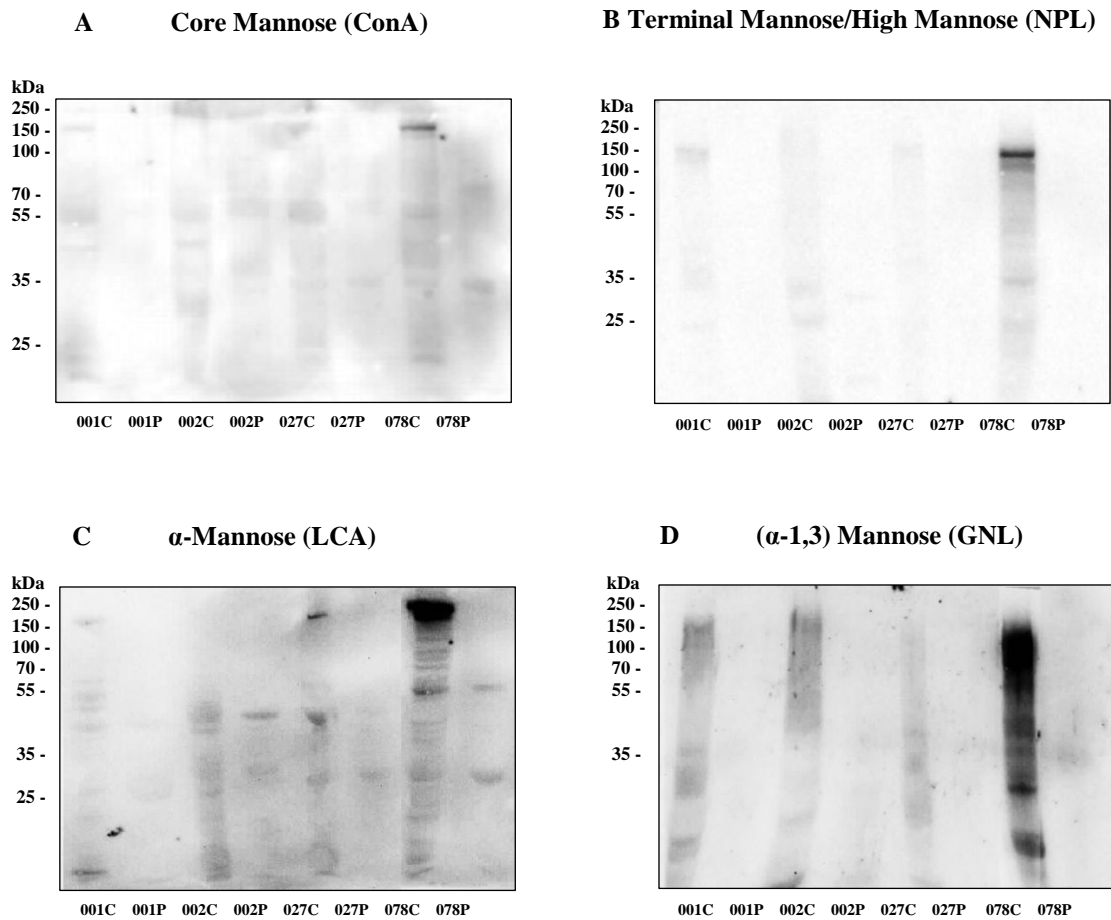 A Core Mannose (ConA)
kDa
250 -
150 -
100 -
70 -
55 -
35 -
25 -
001C 001P 002C 002P 027C 027P 078C 078P
B Terminal Mannose/High Mannose (NPL)
kDa
250 -
150 -
100 -
70 -
55 -
35 -
25 -
001C 001P 002C 002P 027C 027P 078C 078P
C α-Mannose (LCA)
kDa
250 -
150 -
100 -
70 -
55 -
35 -
25 -
001C 001P 002C 002P 027C 027P 078C 078P
D (α-1,3) Mannose (GNL)
kDa
250 -
150 -
100 -
70 -
55 -
35 -
001C 001P 002C 002P 027C 027P 078C 078P